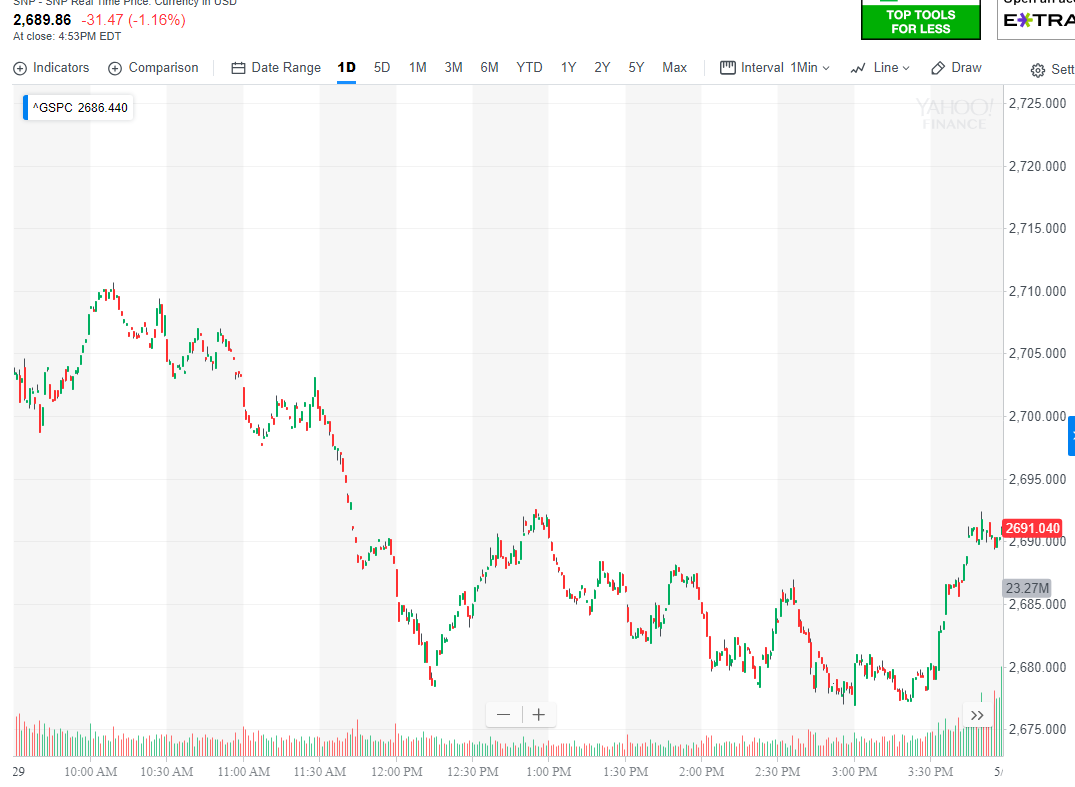 SNP - SNP Real Time Price. Currency in USD
2,689.86 -31.47 (-1.16%)
At close: 4:53PM EDT
TOP TOOLS
FOR LESS
Open an
E*TRA
Indicators Comparison Date Range 1D 5D 1M 3M 6M YTD 1Y 2Y 5Y Max Interval 1Min Line Draw Sett
^GSPC 2686.440
YAHOO!
FINANCE
2,725.000
2,720.000
2,715.000
2,710.000
2,705.000
2,700.000
2,695.000
2691.040
2,690.000
23.27M
2,685.000
2,680.000
2,675.000
29 10:00 AM 10:30 AM 11:00 AM 11:30 AM 12:00 PM 12:30 PM 1:00 PM 1:30 PM 2:00 PM 2:30 PM 3:00 PM 3:30 PM 5/